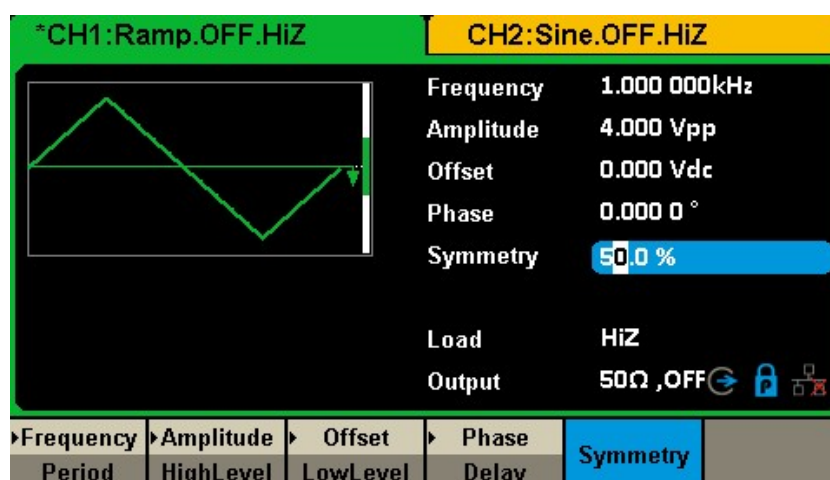 *CH1:Ramp.OFF.HiZ CH2:Sine.OFF.HiZ
Frequency 1.000 000kHz
Amplitude 4.000 Vpp
Offset 0.000 Vdc
Phase 0.000 0 °
Symmetry 50.0 %
Load HiZ
Output 50Ω ,OFF P
Frequency Amplitude Offset Phase Symmetry
Period HighLevel LowLevel Delay